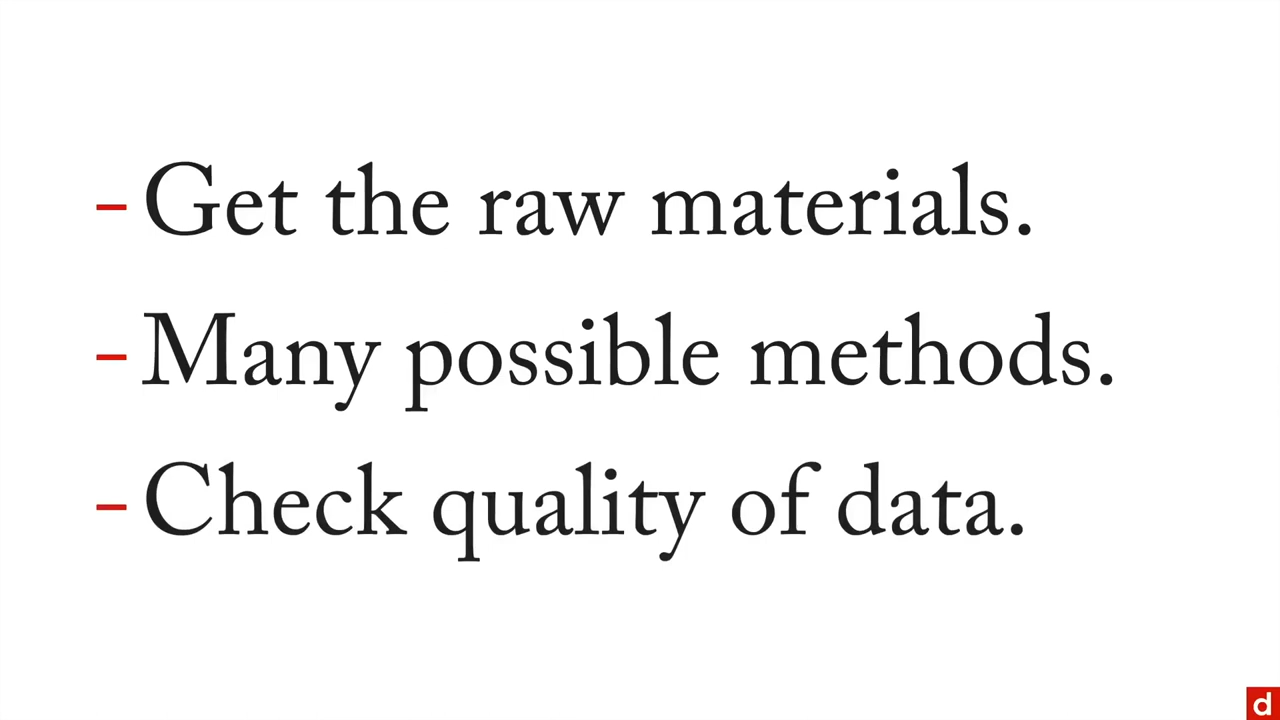 - Get the raw materials.
- Many possible methods.
- Check quality of data.
d